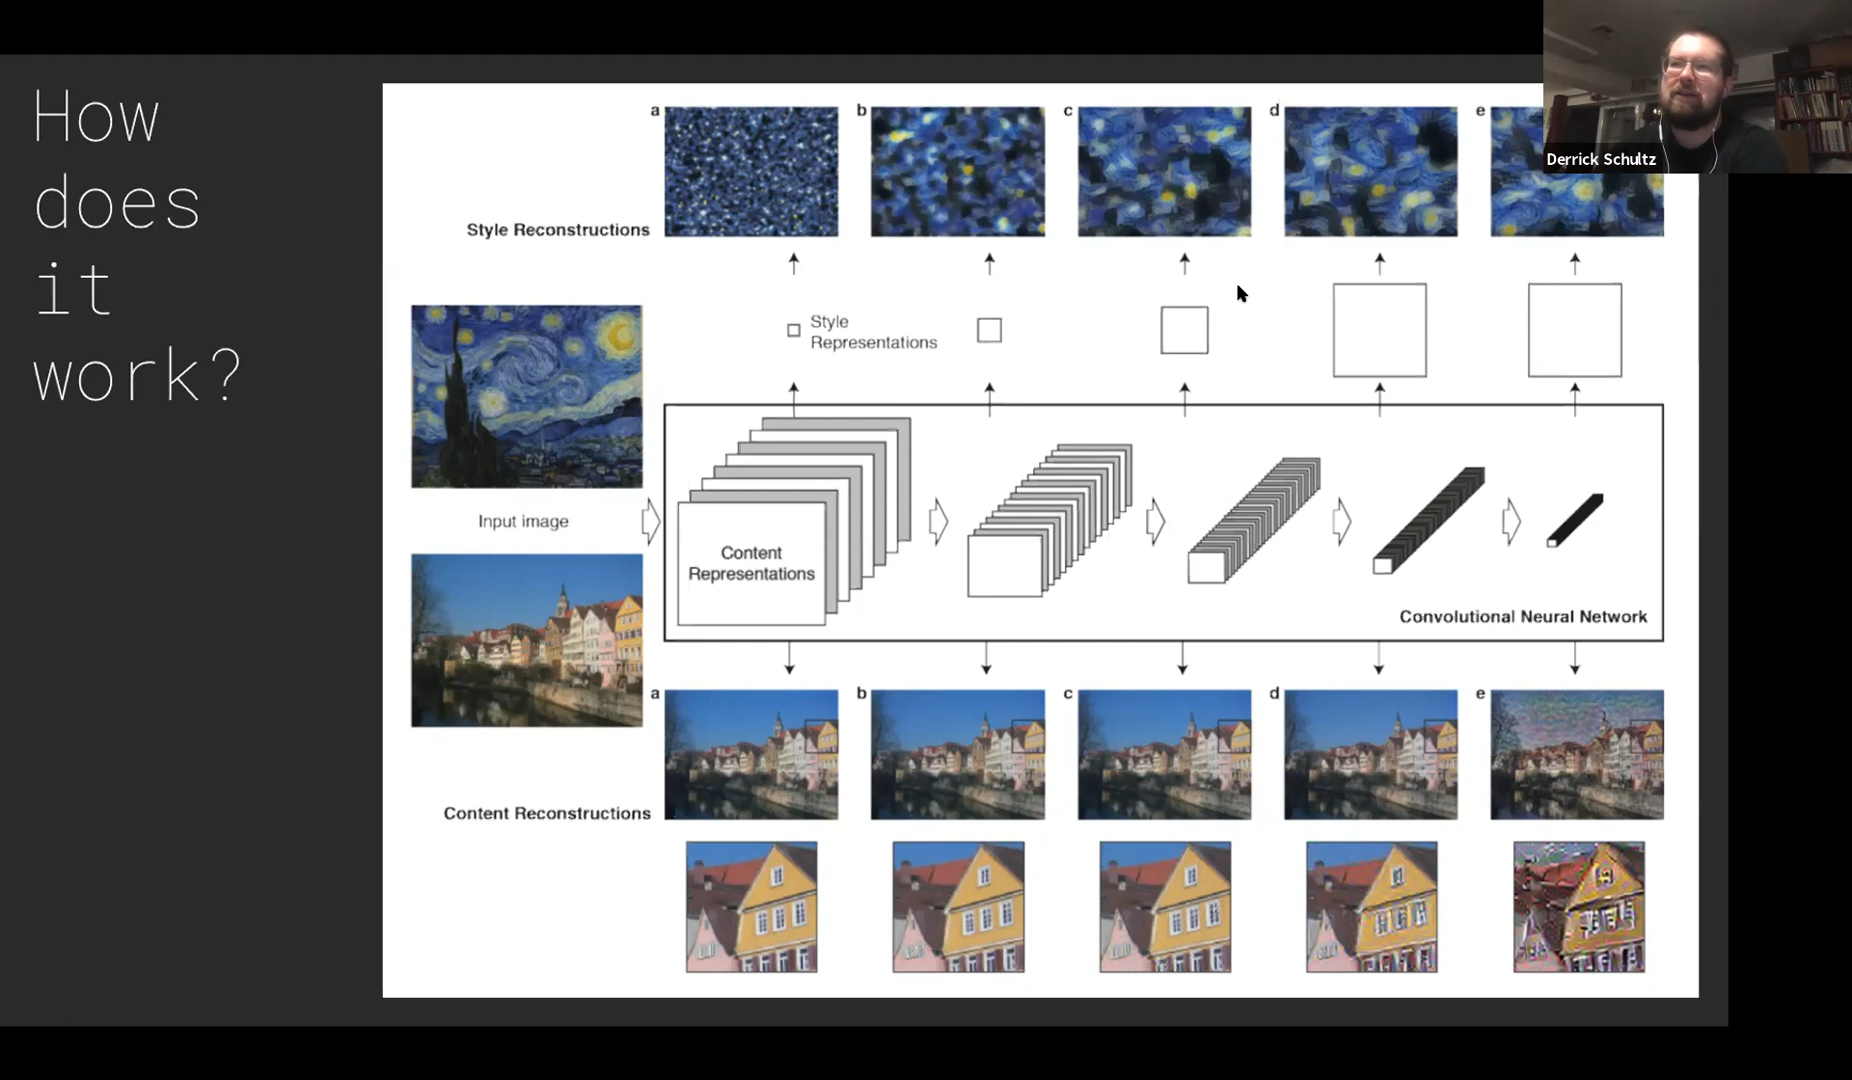 How
does
it
work?
a
b
c
d
e
Derrick Schultz
Style Reconstructions
Style
Representations
Input image
Content
Representations
Convolutional Neural Network
a
b
c
d
e
Content Reconstructions